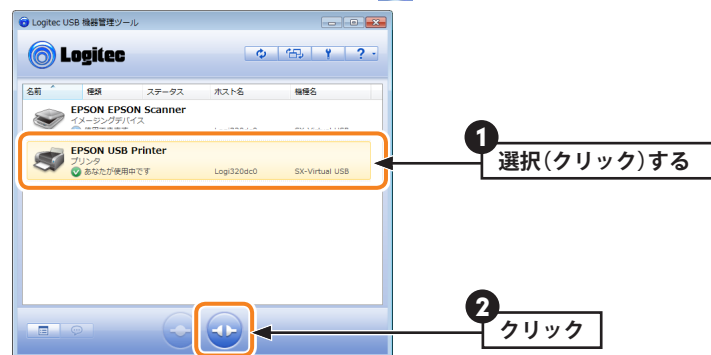 Logitec USB 機器管理ツール
Logitec
?
名前 種類 ステータス ホスト名 機種名
EPSON EPSON Scanner
イメージングデバイス
EPSON USB Printer
プリンタ
あなたが使用中です Logi320dc0 SX-Virtual USB
1
選択(クリック)する
2
クリック